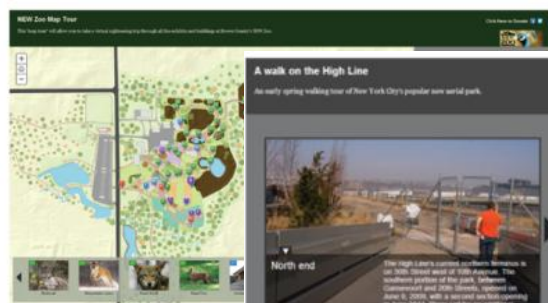 NEW Zoo Map Tour
This "map tour" will allow you to take a virtual sightseeing trip through all the exhibits and buildings at Brown County's NEW Zoo.
Click Here to Donate
ZOO
A walk on the High Line
An early spring walking tour of New York City's popular new aerial park.
North end
The High Line's current northern terminus is
on 30th Street west of 10th Avenue. The
southern portion of the park, between
Gansevoort and 20th Streets, opened on
June 9, 2009, with a second section opening